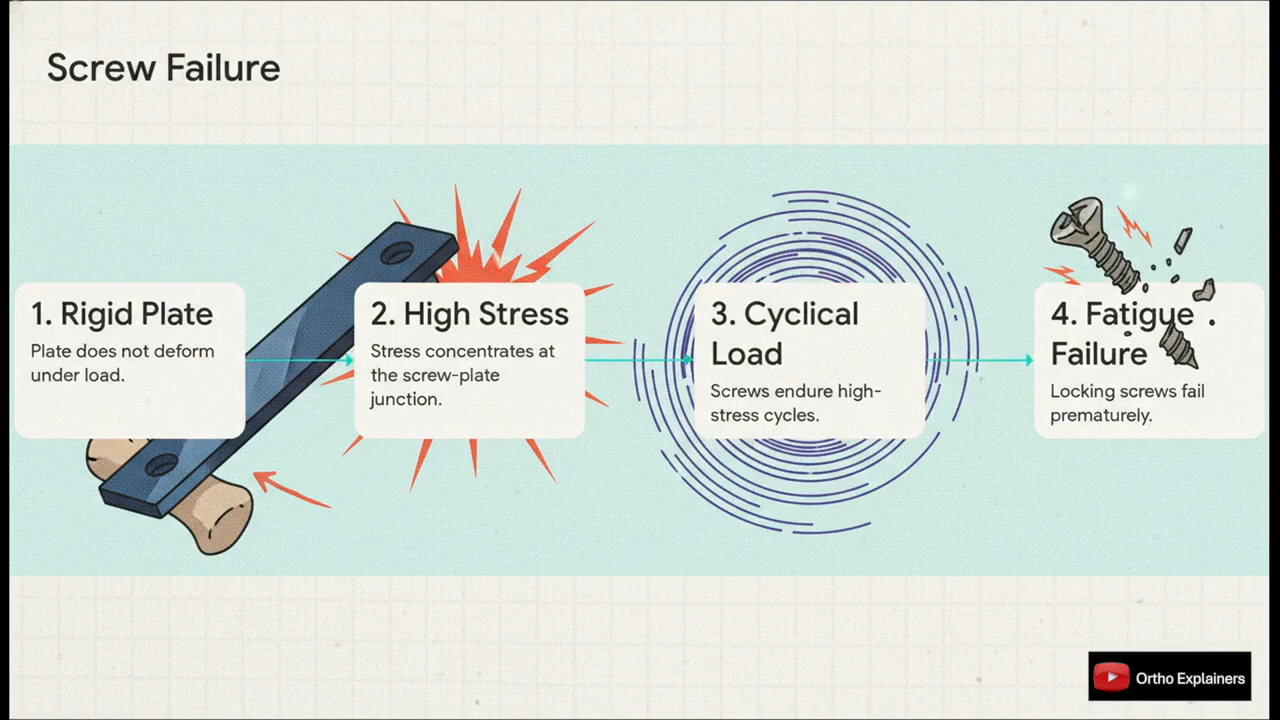 Screw Failure
1. Rigid Plate
Plate does not deform
under load.
2. High Stress
Stress concentrates at
the screw-plate
junction.
3. Cyclical
Load
Screws endure high-
stress cycles.
4. Fatigue
Failure
Locking screws fail
prematurely.
Ortho Explainers